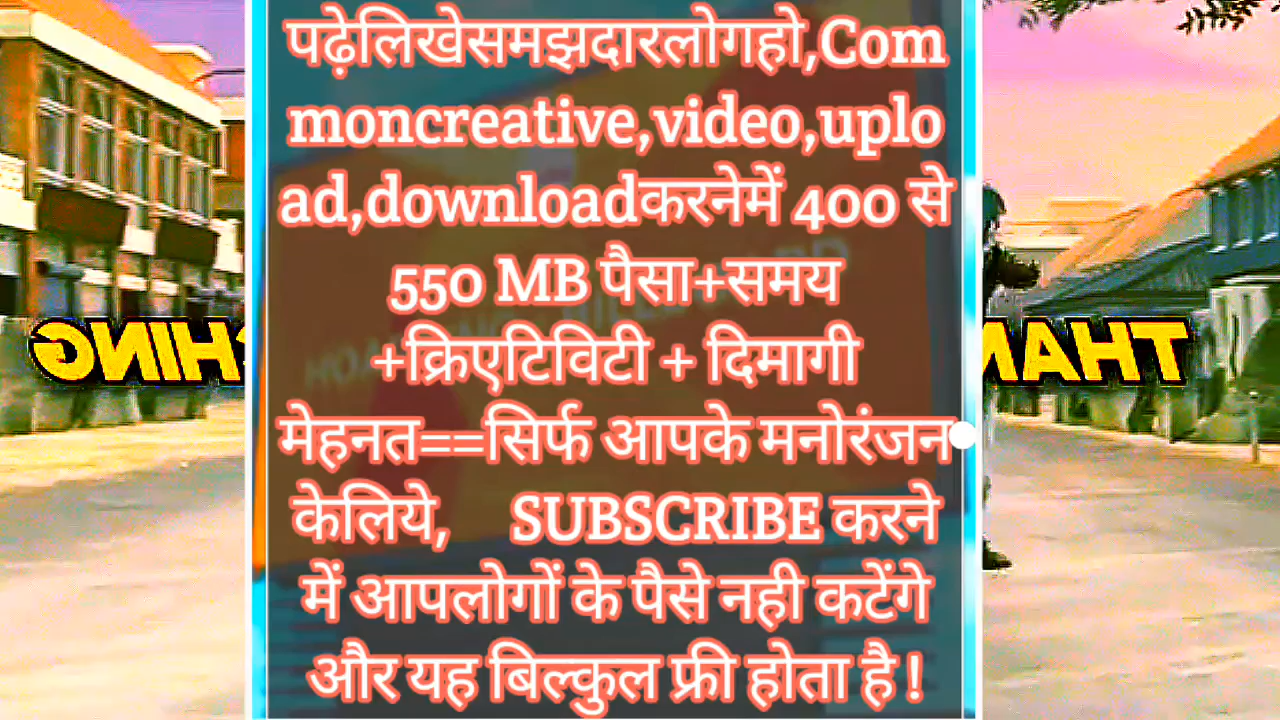 पढ़ेलिखेसमझदारलोगहो,Com
moncreative,video,uplo
ad,downloadकरनेमें 400 से
550 MB पैसा+समय
+क्रिएटिविटी + दिमागी
मेहनत==सिर्फ आपके मनोरंजन
केलिये, SUBSCRIBE करने
में आपलोगों के पैसे नही कटेंगे
और यह बिल्कुल फ्री होता है !